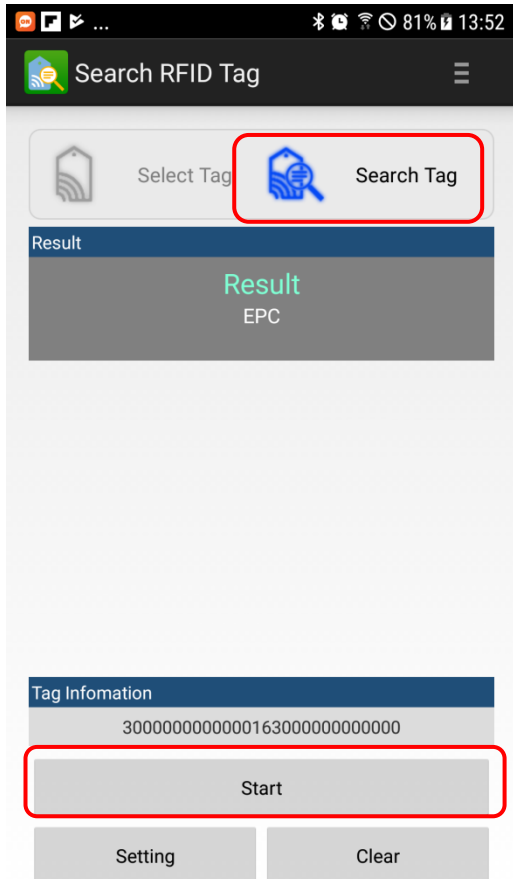 ... 81% 13:52
Search RFID Tag
Select Tag Search Tag
Result
Result
EPC
Tag Infomation
3000000000000163000000000000
Start
Setting Clear